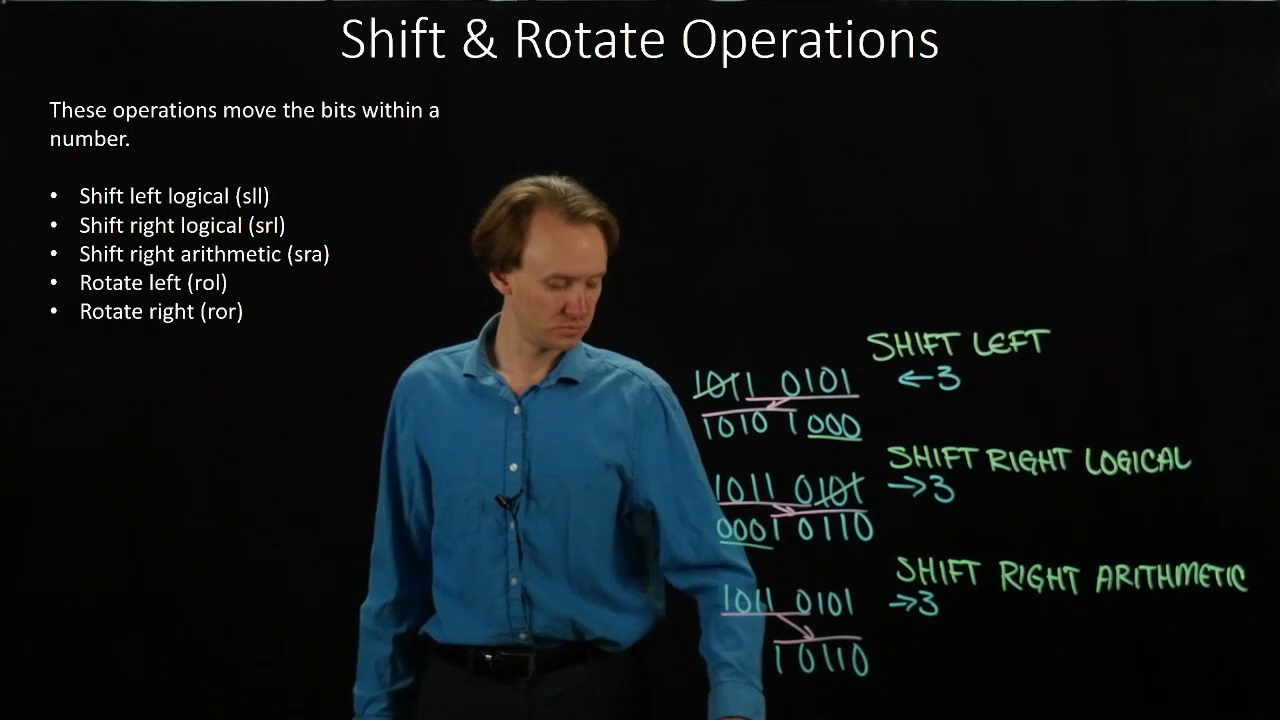 Shift & Rotate Operations
These operations move the bits within a
number.
• Shift left logical (sll)
• Shift right logical (srl)
• Shift right arithmetic (sra)
• Rotate left (rol)
• Rotate right (ror)
SHIFT LEFT
1011 0101 ←3
1010 1000
SHIFT RIGHT LOGICAL
1011 0101 →3
0001 0110
SHIFT RIGHT ARITHMETIC
1011 0101 →3
1 0110